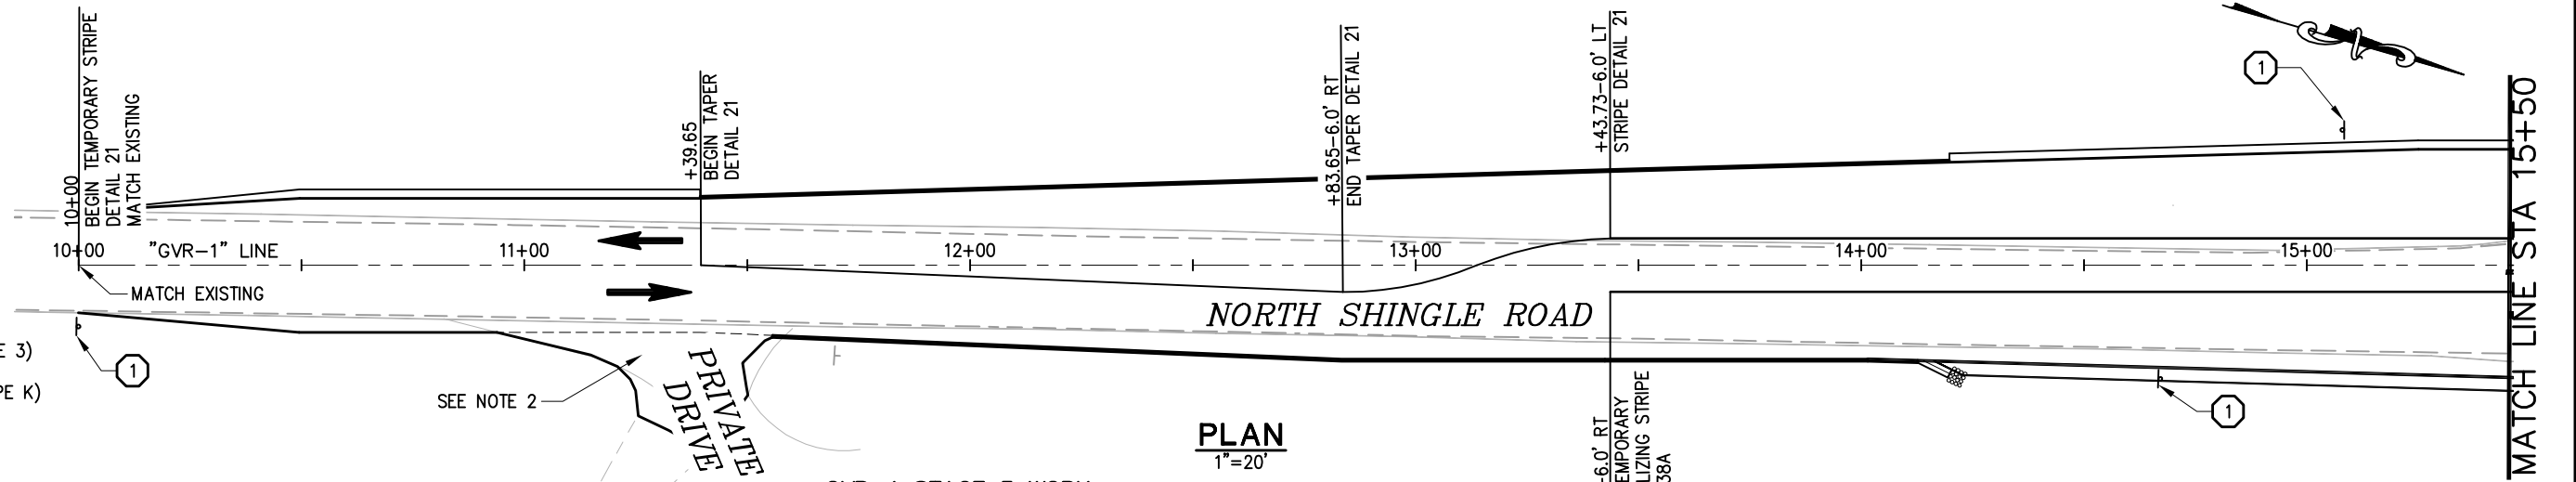 10+00
BEGIN TEMPORARY STRIPE
DETAIL 21
MATCH EXISTING
+39.65
BEGIN TAPER
DETAIL 21
+83.65-6.0' RT
END TAPER DETAIL 21
+43.73-6.0' LT
STRIPE DETAIL 21
1
MATCH LINE STA 15+50
10+00
"GVR-1" LINE
11+00
12+00
13+00
14+00
15+00
MATCH EXISTING
NORTH SHINGLE ROAD
E 3)
1
PE K)
SEE NOTE 2
PRIVATE
DRIVE
PLAN
1"=20'
-6.0' RT
EMPORARY
LIZING STRIPE
38A
1